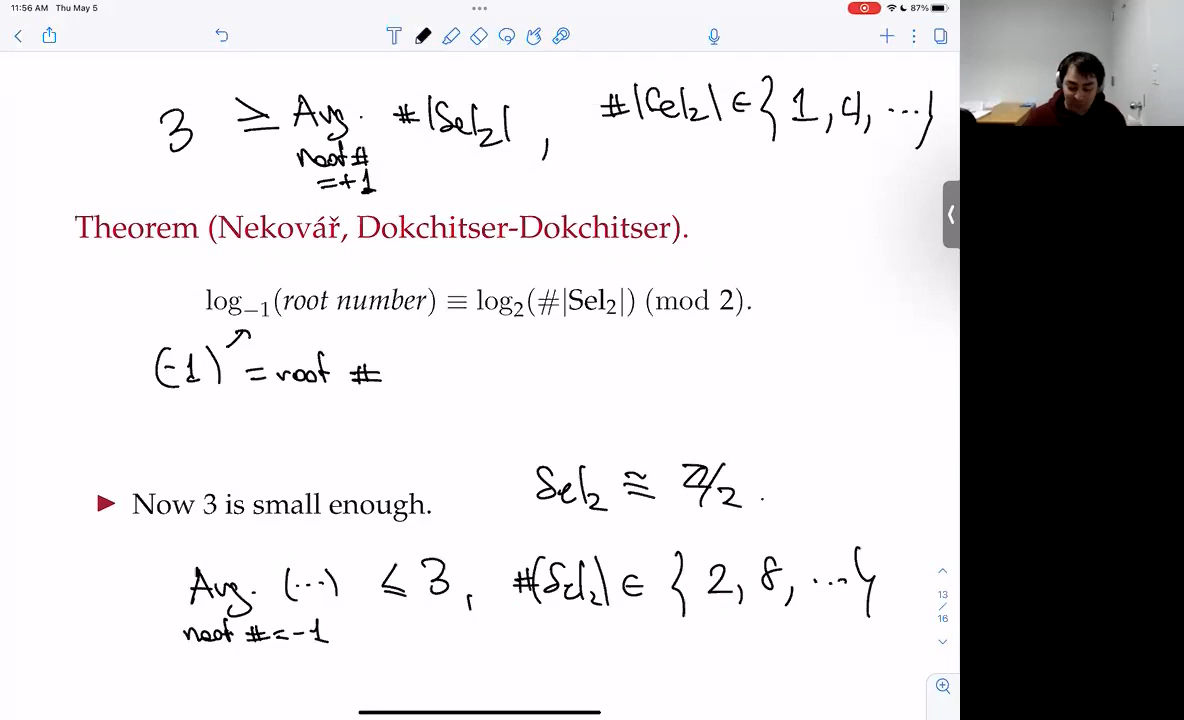 11:56 AM Thu May 5
87%
3 ≥ Avg. #|Sel₂| , #|Sel₂| ∈ { 1, 4, ... }
root #
= +1
Theorem (Nekovář, Dokchitser-Dokchitser).
log₋₁(root number) ≡ log₂(#|Sel₂|) (mod 2).
(-1)↗ = root #
Sel₂ ≅ ℤ/2 .
▶ Now 3 is small enough.
Avg. (...) ≤ 3, #|Sel₂| ∈ { 2, 8, ... }
root # = -1
13
/
16